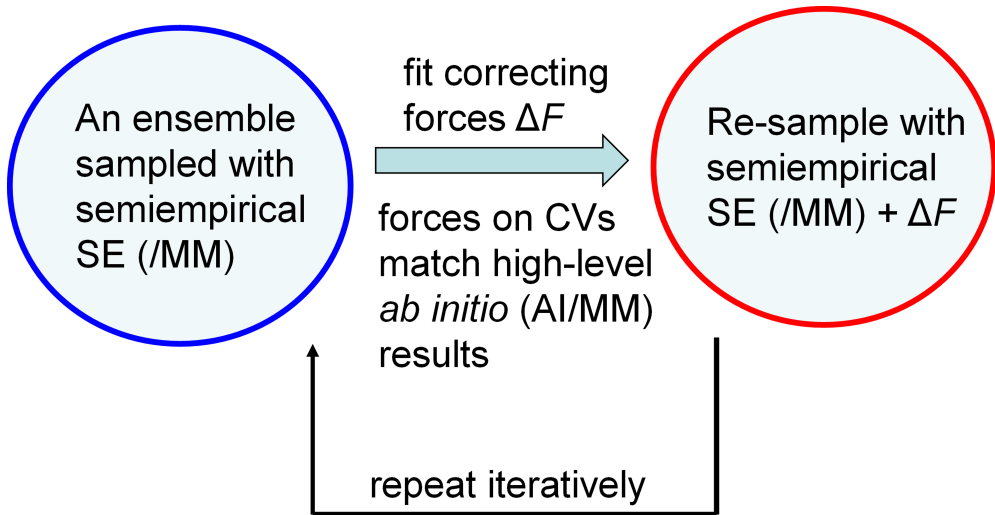 An ensemble
sampled with
semiempirical
SE (/MM)
fit correcting
forces ΔF
forces on CVs
match high-level
ab initio (AI/MM)
results
Re-sample with
semiempirical
SE (/MM) + ΔF
repeat iteratively